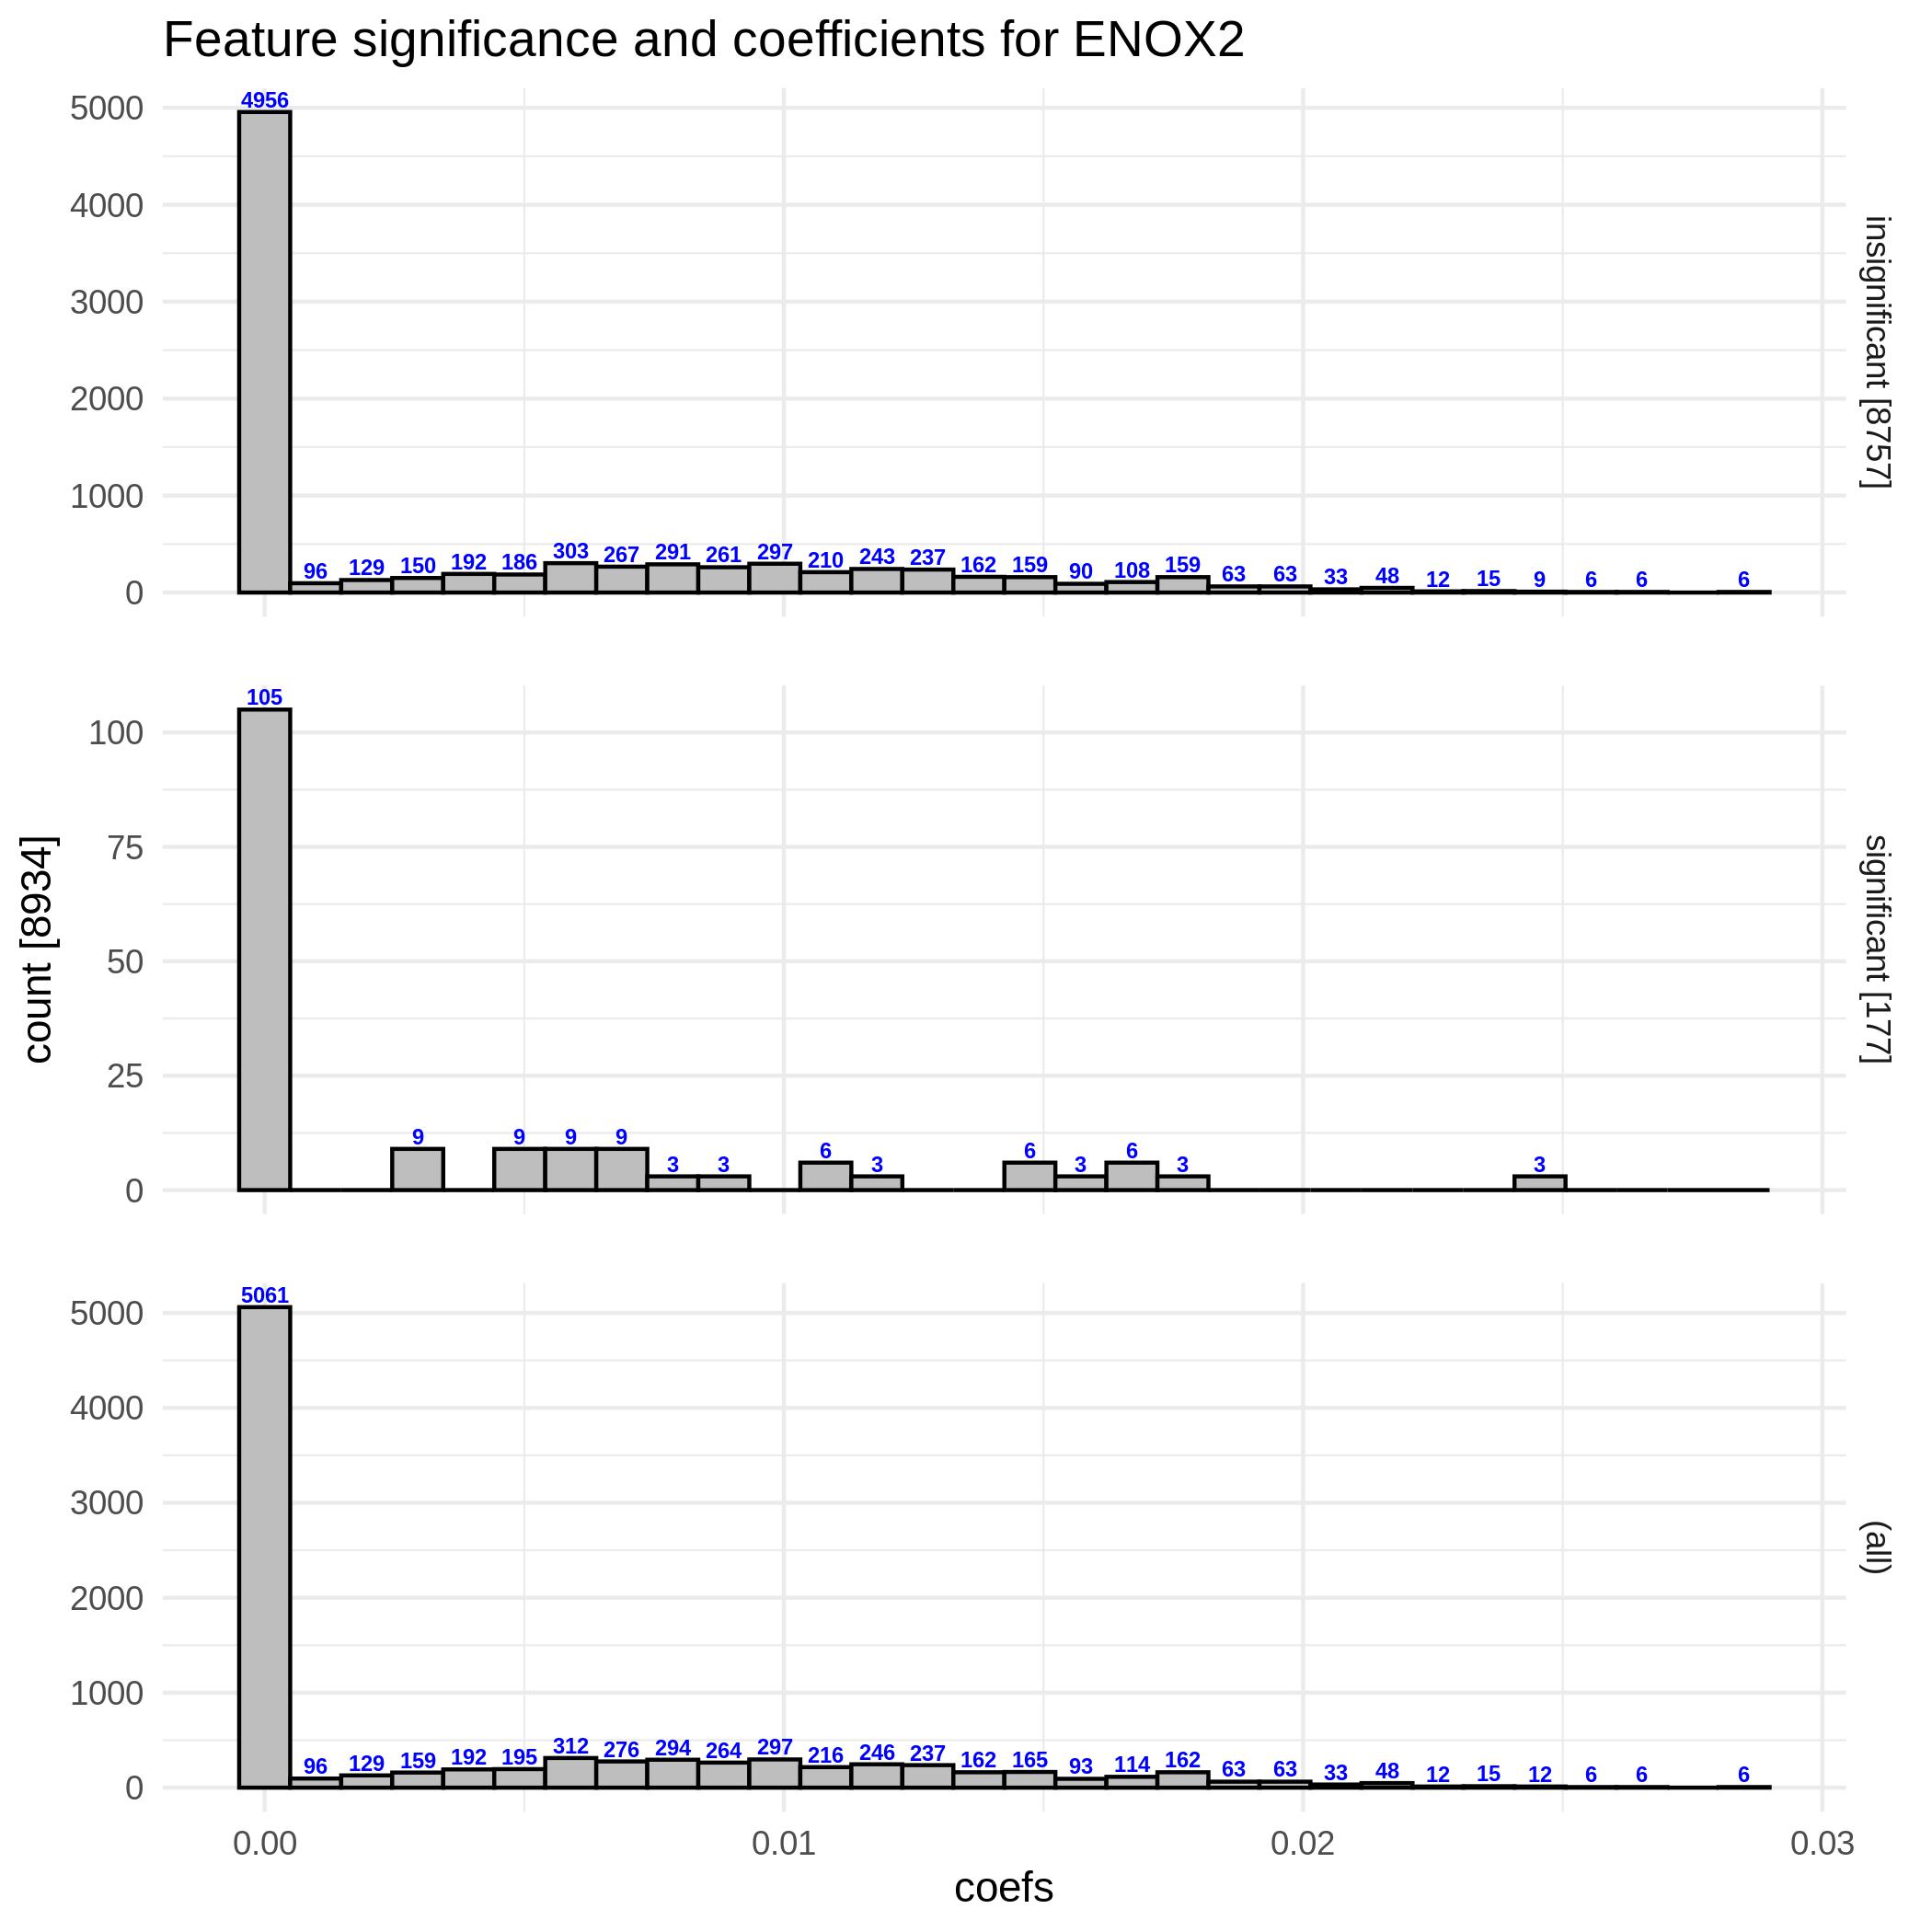 Feature significance and coefficients for ENOX2
5000
4000
3000
2000
1000
0
4956
96 129 150 192 186 303 267 291 261 297 210 243 237 162 159 90 108 159 63 63 33 48 12 15 9 6 6 6
insignificant [8757]
count [8934]
100
75
50
25
0
105
9 9 9 9 3 3 6 3 6 3 6 3 3
significant [177]
5000
4000
3000
2000
1000
0
5061
96 129 159 192 195 312 276 294 264 297 216 246 237 162 165 93 114 162 63 63 33 48 12 15 12 6 6 6
(all)
0.00 0.01 0.02 0.03
coefs